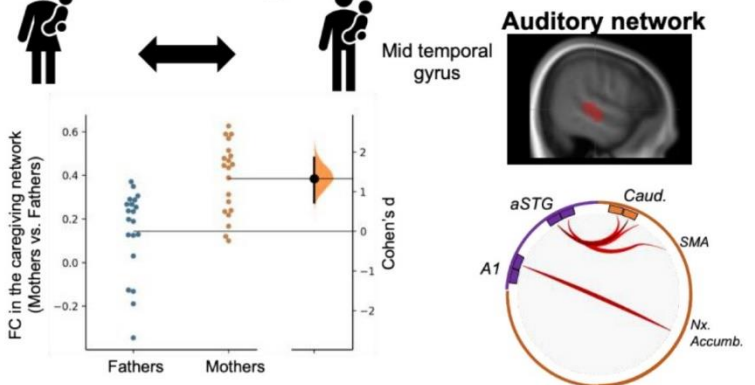 Auditory network
Mid temporal
gyrus
FC in the caregiving network
(Mothers vs. Fathers)
0.6
0.4
0.2
0.0
−0.2
2
1
0
−1
−2
Cohen's d
Fathers
Mothers
aSTG
Caud.
SMA
A1
Nx.
Accumb.